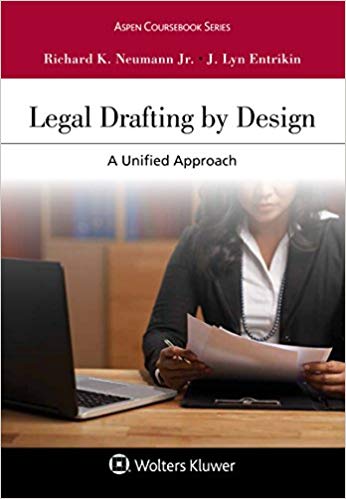 Aspen Coursebook Series
Richard K. Neumann Jr. • J. Lyn Entrikin
Legal Drafting by Design
A Unified Approach
Wolters Kluwer